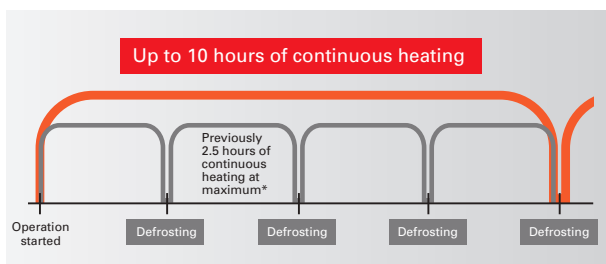 Up to 10 hours of continuous heating
Previously
2.5 hours of
continuous
heating at
maximum*
Operation
started
Defrosting
Defrosting
Defrosting
Defrosting